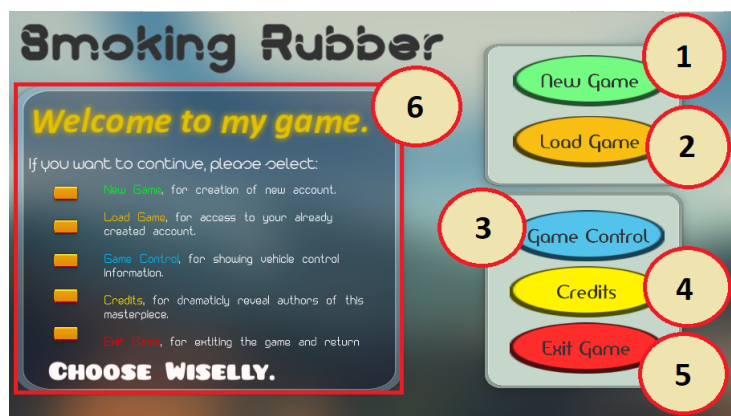 Smoking Rubber
1
New Game
2
Load Game
6
Welcome to my game.
If you want to continue, please select:
New Game, for creation of new account.
Load Game, for access to your already
created account.
Game Control, for showing vehicle control
information.
Credits, for dramaticly reveal authors of this
masterpiece.
Exit Game, for extiting the game and return
CHOOSE WISELLY.
3
Game Control
4
Credits
5
Exit Game